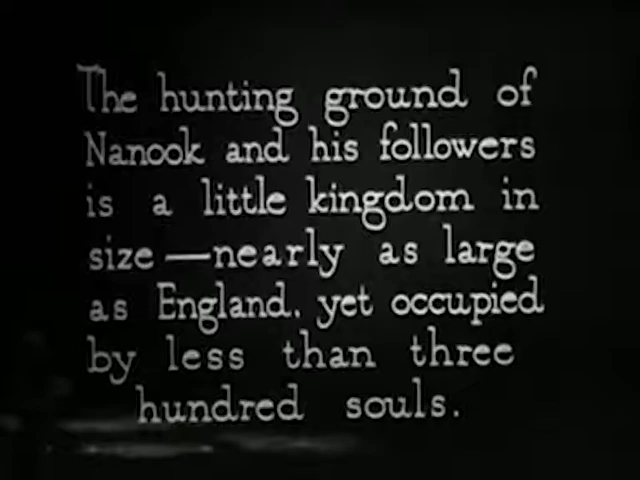 The hunting ground of
Nanook and his followers
is a little kingdom in
size—nearly as large
as England, yet occupied
by less than three
hundred souls.